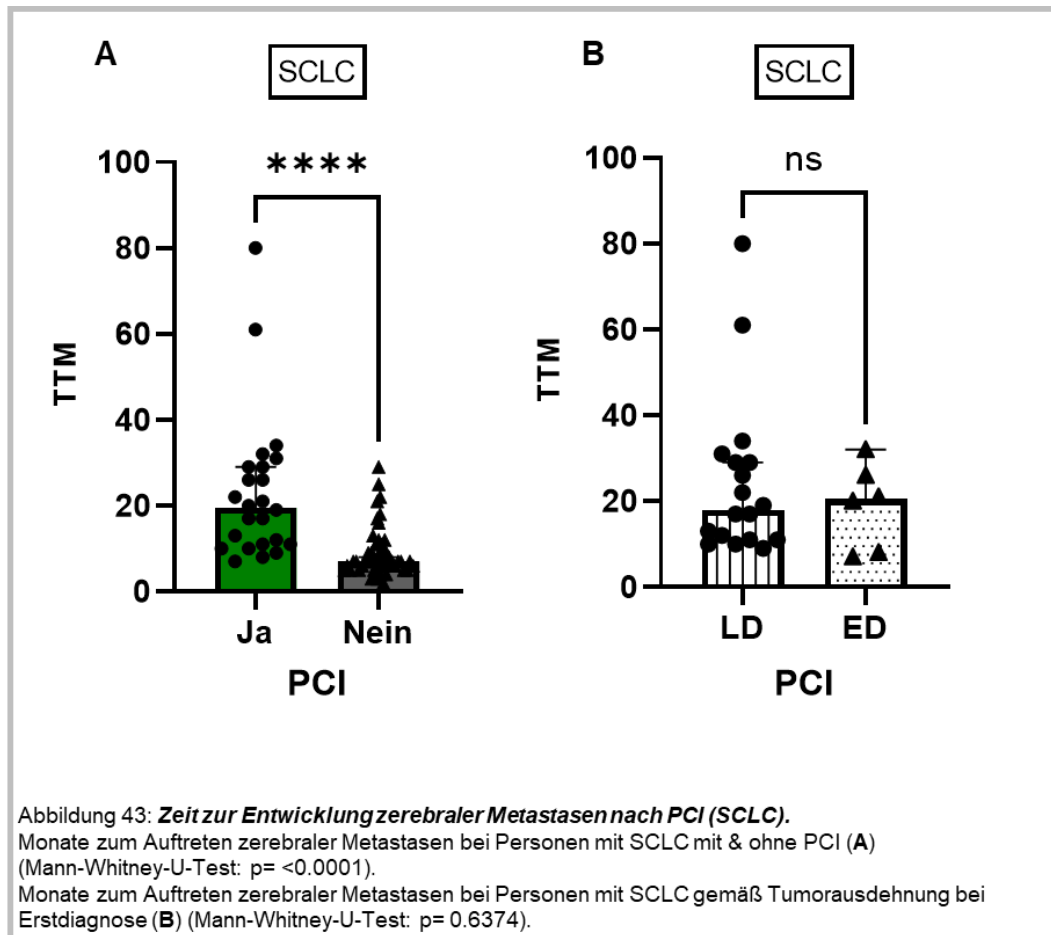 A
SCLC
TTM
100
80
60
40
20
0
****
Ja
Nein
PCI
B
SCLC
TTM
100
80
60
40
20
0
ns
LD
ED
PCI
Abbildung 43: Zeit zur Entwicklung zerebraler Metastasen nach PCI (SCLC).
Monate zum Auftreten zerebraler Metastasen bei Personen mit SCLC mit & ohne PCI (A)
(Mann-Whitney-U-Test: p= <0.0001).
Monate zum Auftreten zerebraler Metastasen bei Personen mit SCLC gemäß Tumorausdehnung bei
Erstdiagnose (B) (Mann-Whitney-U-Test: p= 0.6374).